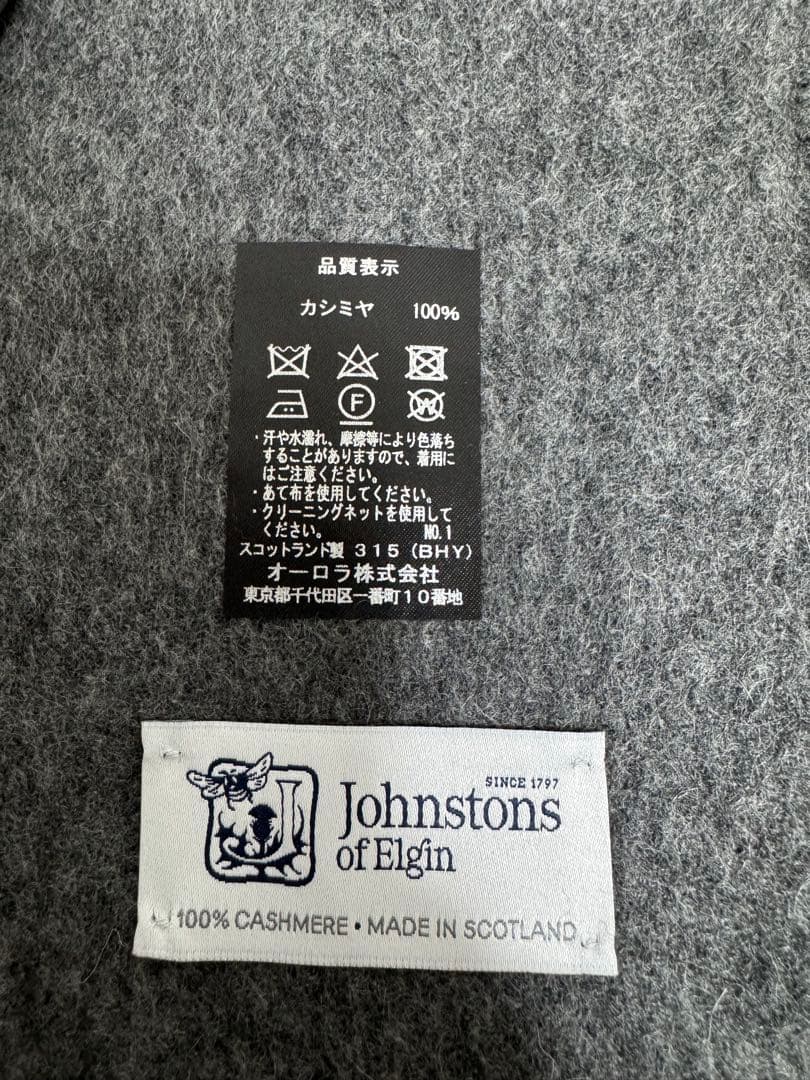 品質表示
カシミヤ 100%
F
W
・汗や水濡れ、摩擦等により色落ち
することがありますので、着用に
はご注意ください。
・あて布を使用してください。
・クリーニングネットを使用して
ください。 NO.1
スコットランド製 315 (BHY)
オーロラ株式会社
東京都千代田区一番町10番地
SINCE 1797
Johnstons
of Elgin
100% CASHMERE • MADE IN SCOTLAND